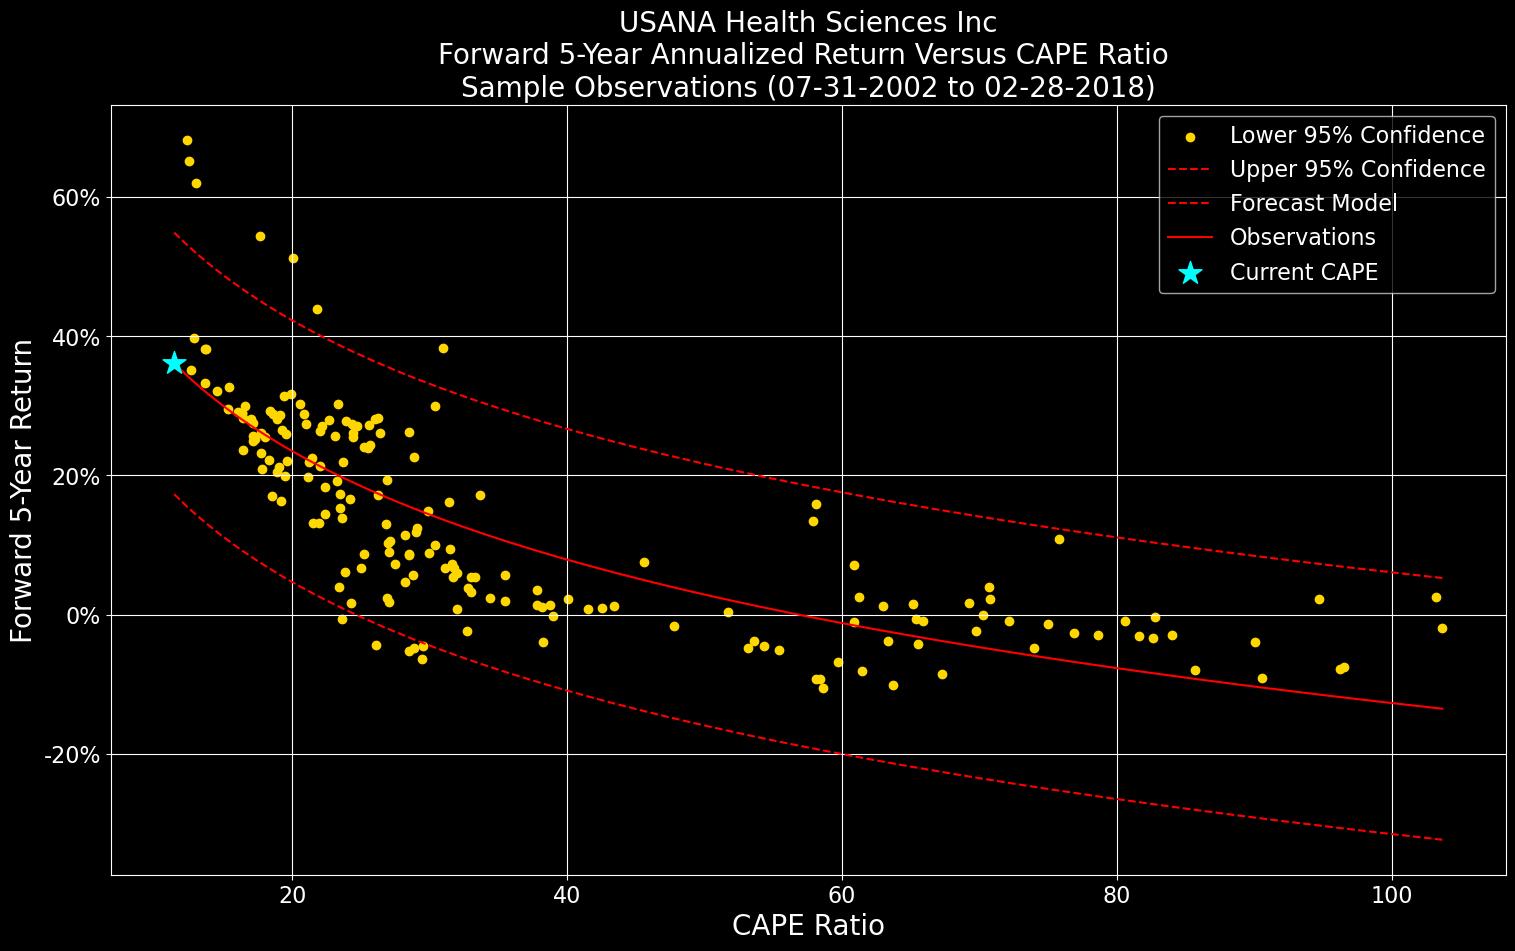 USANA Health Sciences Inc
Forward 5-Year Annualized Return Versus CAPE Ratio
Sample Observations (07-31-2002 to 02-28-2018)
Lower 95% Confidence
Upper 95% Confidence
Forecast Model
Observations
Current CAPE
Forward 5-Year Return
60%
40%
20%
0%
-20%
20 40 60 80 100
CAPE Ratio